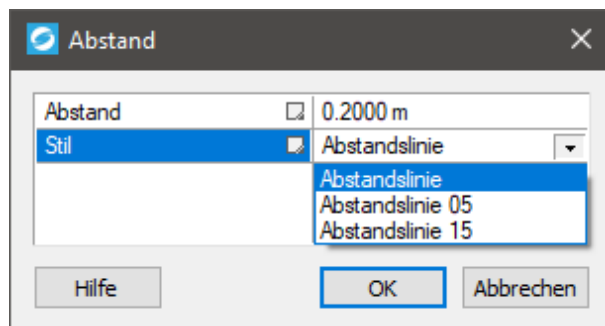 Abstand
Abstand 0.2000 m
Stil Abstandslinie
Abstandslinie
Abstandslinie 05
Abstandslinie 15
Hilfe OK Abbrechen